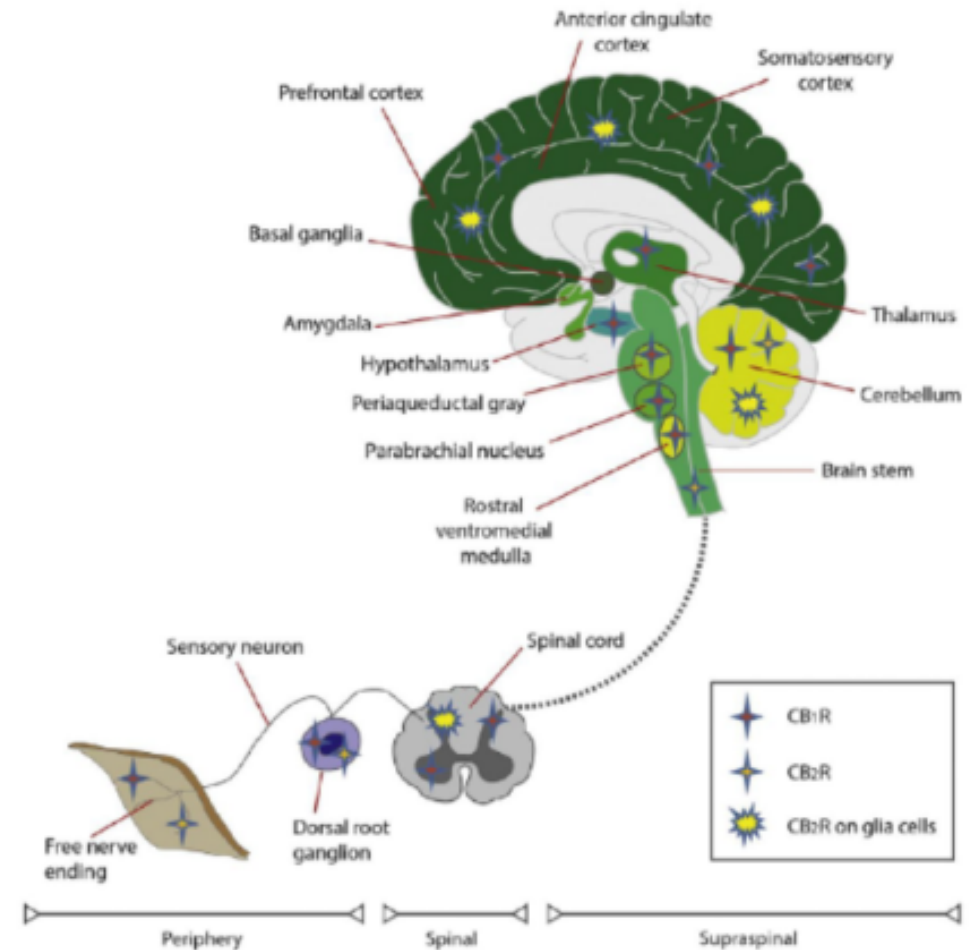 Anterior cingulate
cortex
Somatosensory
cortex
Prefrontal cortex
Basal ganglia
Amygdala
Thalamus
Hypothalamus
Periaqueductal gray
Cerebellum
Parabrachial nucleus
Brain stem
Rostral
ventromedial
medulla
Sensory neuron
Spinal cord
CB1R
CB2R
CB2R on glia cells
Free nerve
ending
Dorsal root
ganglion
Periphery
Spinal
Supraspinal